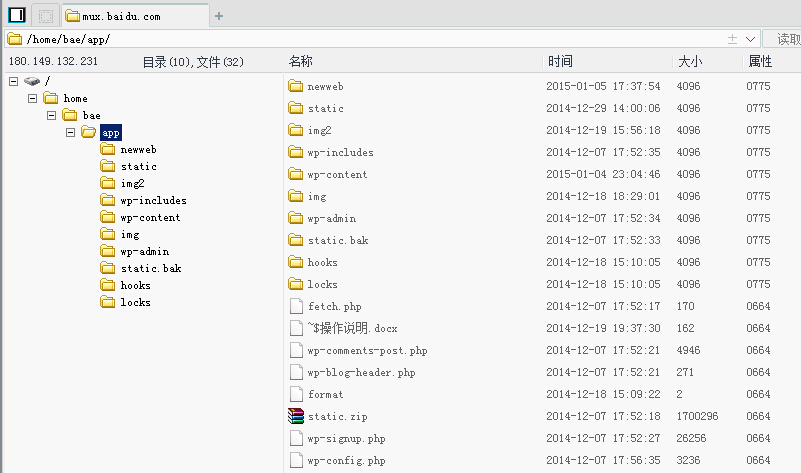 mux.baidu.com
/home/bae/app/
读取
180.149.132.231 目录(10),文件(32) 名称 时间 大小 属性
/
home
bae
app
newweb
static
img2
wp-includes
wp-content
img
wp-admin
static.bak
hooks
locks
newweb 2015-01-05 17:37:54 4096 0775
static 2014-12-29 14:00:06 4096 0775
img2 2014-12-19 15:56:18 4096 0775
wp-includes 2014-12-07 17:52:35 4096 0775
wp-content 2015-01-04 23:04:46 4096 0775
img 2014-12-18 18:29:01 4096 0775
wp-admin 2014-12-07 17:52:34 4096 0775
static.bak 2014-12-07 17:52:33 4096 0775
hooks 2014-12-18 15:10:05 4096 0775
locks 2014-12-18 15:10:05 4096 0775
fetch.php 2014-12-07 17:52:17 170 0664
~$操作说明.docx 2014-12-19 19:37:30 162 0664
wp-comments-post.php 2014-12-07 17:52:21 4946 0664
wp-blog-header.php 2014-12-07 17:52:21 271 0664
format 2014-12-18 15:09:22 2 0664
static.zip 2014-12-07 17:52:18 1700296 0664
wp-signup.php 2014-12-07 17:52:27 26256 0664
wp-config.php 2014-12-07 17:56:35 3236 0664